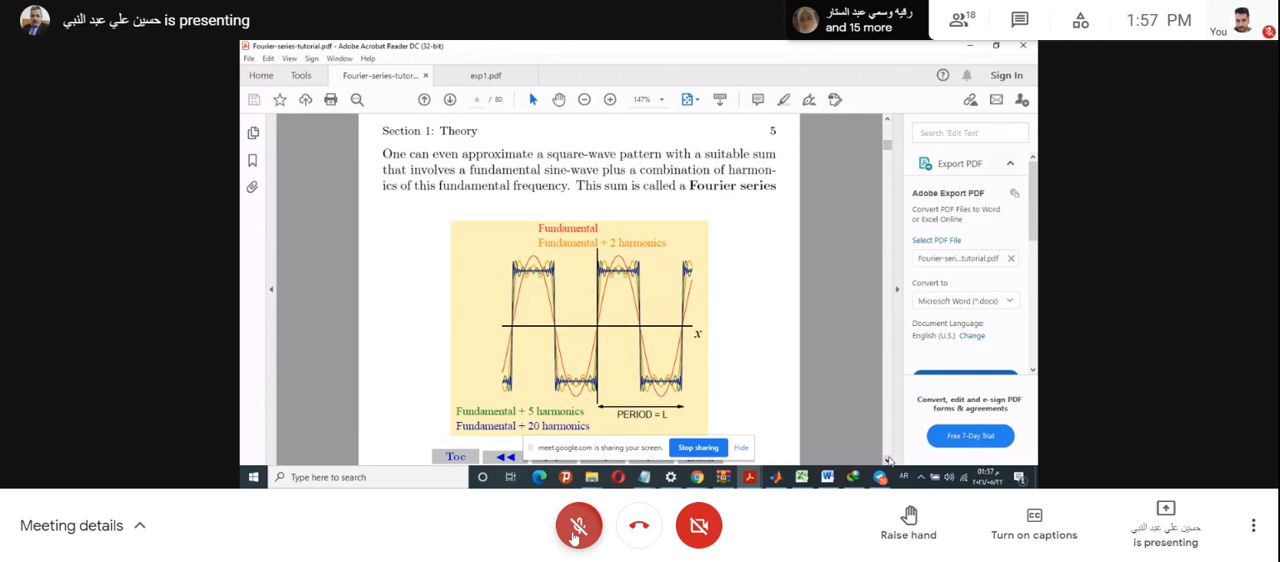 حسين علي عبد النبي is presenting
رقيه وسمي عبد الستار
and 15 more
18
1:57 PM
You
Fourier-series-tutorial.pdf - Adobe Acrobat Reader DC (32-bit)
File Edit View Sign Window Help
Home Tools Fourier-series-tutor... × exp1.pdf Sign In
/ 80 147%
Section 1: Theory 5
One can even approximate a square-wave pattern with a suitable sum
that involves a fundamental sine-wave plus a combination of harmon-
ics of this fundamental frequency. This sum is called a Fourier series
Fundamental
Fundamental + 2 harmonics
x
PERIOD = L
Fundamental + 5 harmonics
Fundamental + 20 harmonics
Toc
Search 'Edit Text'
Export PDF
Adobe Export PDF
Convert PDF Files to Word
or Excel Online
Select PDF File
Fourier-seri...tutorial.pdf
Convert to
Microsoft Word (*.docx)
Document Language:
English (U.S.) Change
Convert, edit and e-sign PDF
forms & agreements
Free 7-Day Trial
meet.google.com is sharing your screen. Stop sharing Hide
Type here to search
AR
01:57 م
Meeting details
Raise hand
Turn on captions
حسين علي عبد النبي
is presenting